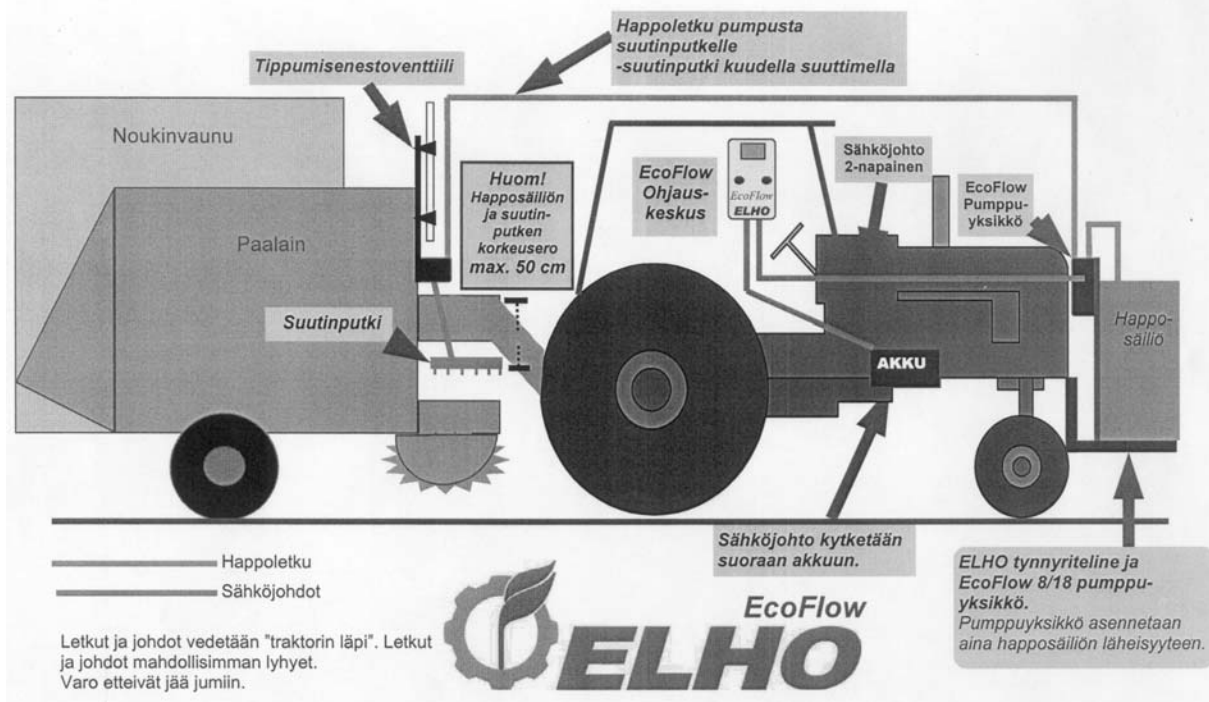 Happoletku pumpusta
suutinputkelle
-suutinputki kuudella suuttimella
Tippumisenestoventtiili
Noukinvaunu
Paalain
Huom!
Happosäiliön
ja suutin-
putken
korkeusero
max. 50 cm
EcoFlow
Ohjaus-
keskus
EcoFlow
ELHO
Sähköjohto
2-napainen
EcoFlow
Pumppu-
yksikkö
Suutinputki
AKKU
Happo-
säiliö
Sähköjohto kytketään
suoraan akkuun.
ELHO tynnyriteline ja
EcoFlow 8/18 pumppu-
yksikkö.
Pumppuyksikkö asennetaan
aina happosäiliön läheisyyteen.
Happoletku
Sähköjohdot
Letkut ja johdot vedetään "traktorin läpi". Letkut
ja johdot mahdollisimman lyhyet.
Varo etteivät jää jumiin.
EcoFlow
ELHO